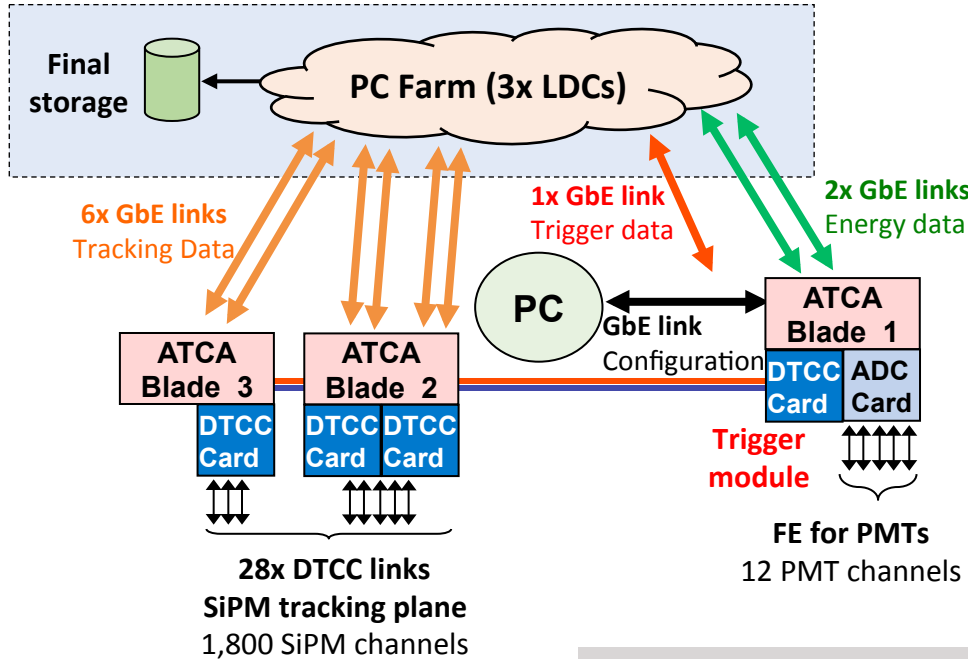 Final
storage
PC Farm (3x LDCs)
6x GbE links
Tracking Data
1x GbE link
Trigger data
2x GbE links
Energy data
PC
GbE link
Configuration
ATCA
Blade 1
DTCC
Card
ADC
Card
ATCA
Blade 3
DTCC
Card
ATCA
Blade 2
DTCC
Card
DTCC
Card
Trigger
module
FE for PMTs
12 PMT channels
28x DTCC links
SiPM tracking plane
1,800 SiPM channels